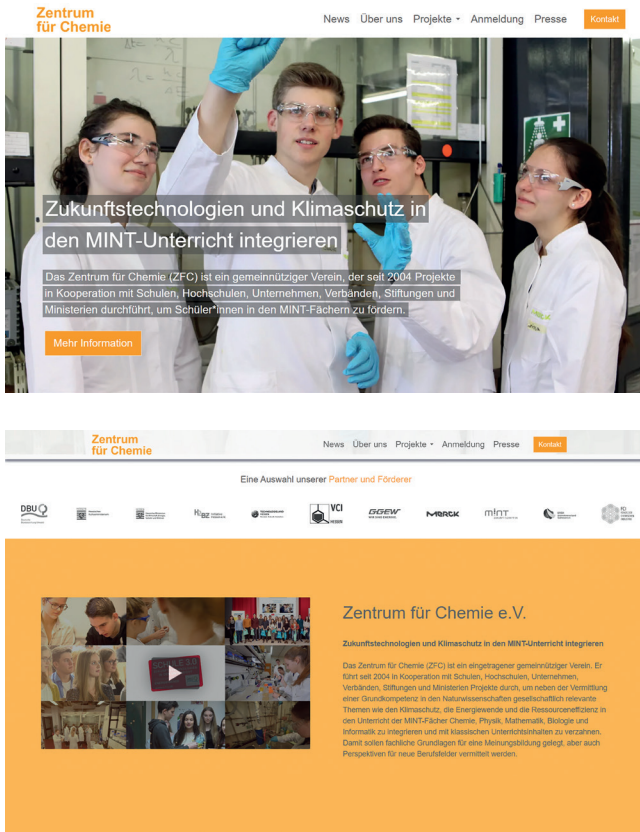 Zentrum
für Chemie
News Über uns Projekte Anmeldung Presse Kontakt
Zukunftstechnologien und Klimaschutz in
den MINT-Unterricht integrieren
Das Zentrum für Chemie (ZFC) ist ein gemeinnütziger Verein, der seit 2004 Projekte
in Kooperation mit Schulen, Hochschulen, Unternehmen, Verbänden, Stiftungen und
Ministerien durchführt, um Schüler*innen in den MINT-Fächern zu fördern.
Mehr Information
Zentrum
für Chemie
News Über uns Projekte Anmeldung Presse Kontakt
Eine Auswahl unserer Partner und Förderer
DBU
VCI
HESSEN
GGEW
MERCK
mint
SCHULE 3.0
Zentrum für Chemie e.V.
Zukunftstechnologien und Klimaschutz in den MINT-Unterricht integrieren
Das Zentrum für Chemie (ZFC) ist ein eingetragener gemeinnütziger Verein. Er
führt seit 2004 in Kooperation mit Schulen, Hochschulen, Unternehmen,
Verbänden, Stiftungen und Ministerien Projekte durch, um neben der Vermittlung
einer Grundkompetenz in den Naturwissenschaften gesellschaftlich relevante
Themen wie den Klimaschutz, die Energiewende und die Ressourceneffizienz in
den Unterricht der MINT-Fächer Chemie, Physik, Mathematik, Biologie und
Informatik zu integrieren und mit klassischen Unterrichtsinhalten zu verzahnen.
Damit sollen fachliche Grundlagen für eine Meinungsbildung gelegt, aber auch
Perspektiven für neue Berufsfelder vermittelt werden.